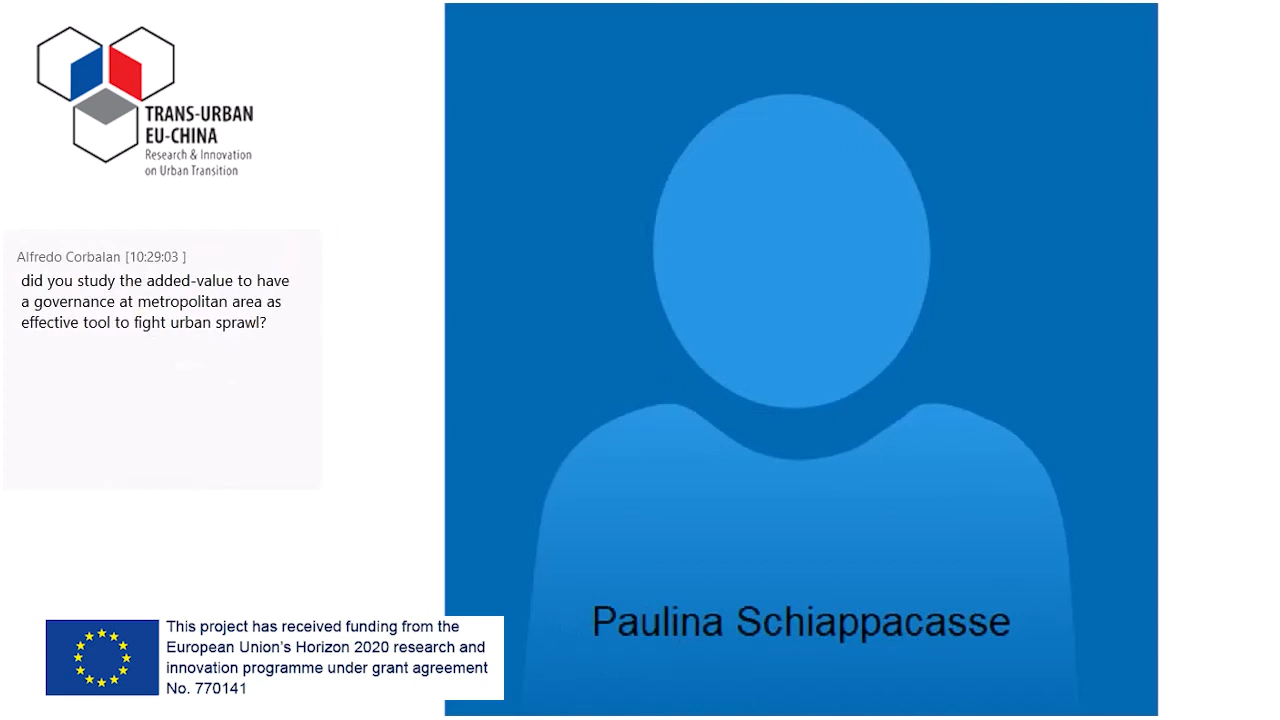 TRANS-URBAN
EU-CHINA
Research & Innovation
on Urban Transition
Alfredo Corbalan [10:29:03 ]
did you study the added-value to have
a governance at metropolitan area as
effective tool to fight urban sprawl?
Paulina Schiappacasse
This project has received funding from the
European Union's Horizon 2020 research and
innovation programme under grant agreement
No. 770141